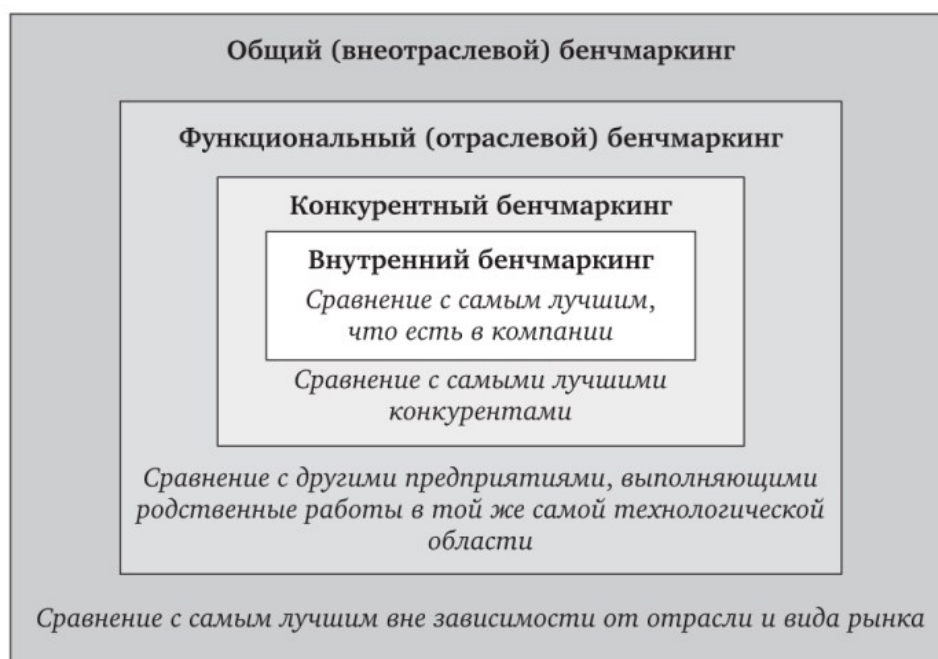 Общий (внеотраслевой) бенчмаркинг
Функциональный (отраслевой) бенчмаркинг
Конкурентный бенчмаркинг
Внутренний бенчмаркинг
Сравнение с самым лучшим,
что есть в компании
Сравнение с самыми лучшими
конкурентами
Сравнение с другими предприятиями, выполняющими
родственные работы в той же самой технологической
области
Сравнение с самым лучшим вне зависимости от отрасли и вида рынка